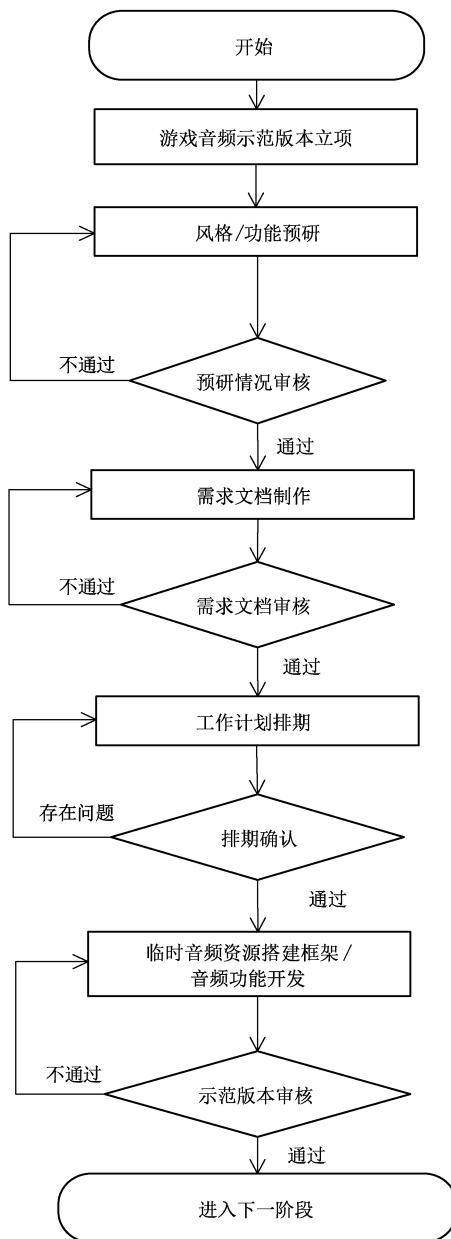 开始
游戏音频示范版本立项
风格/功能预研
不通过
预研情况审核
通过
需求文档制作
不通过
需求文档审核
通过
工作计划排期
存在问题
排期确认
通过
临时音频资源搭建框架/
音频功能开发
不通过
示范版本审核
通过
进入下一阶段